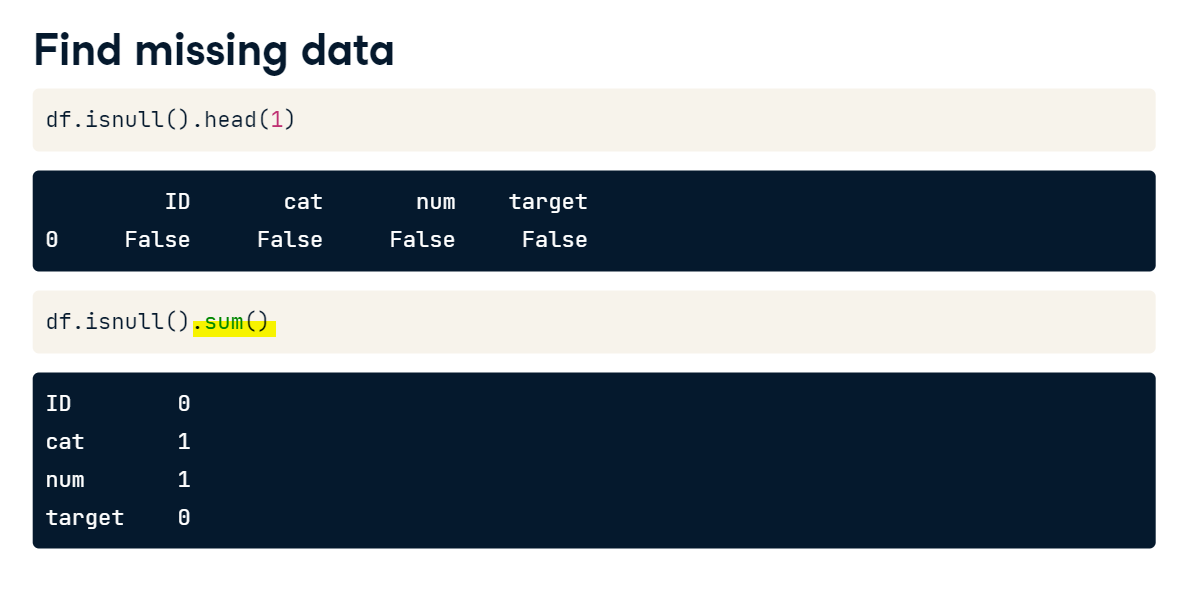 Find missing data
df.isnull().head(1)
ID cat num target
0 False False False False
df.isnull().sum()
ID 0
cat 1
num 1
target 0